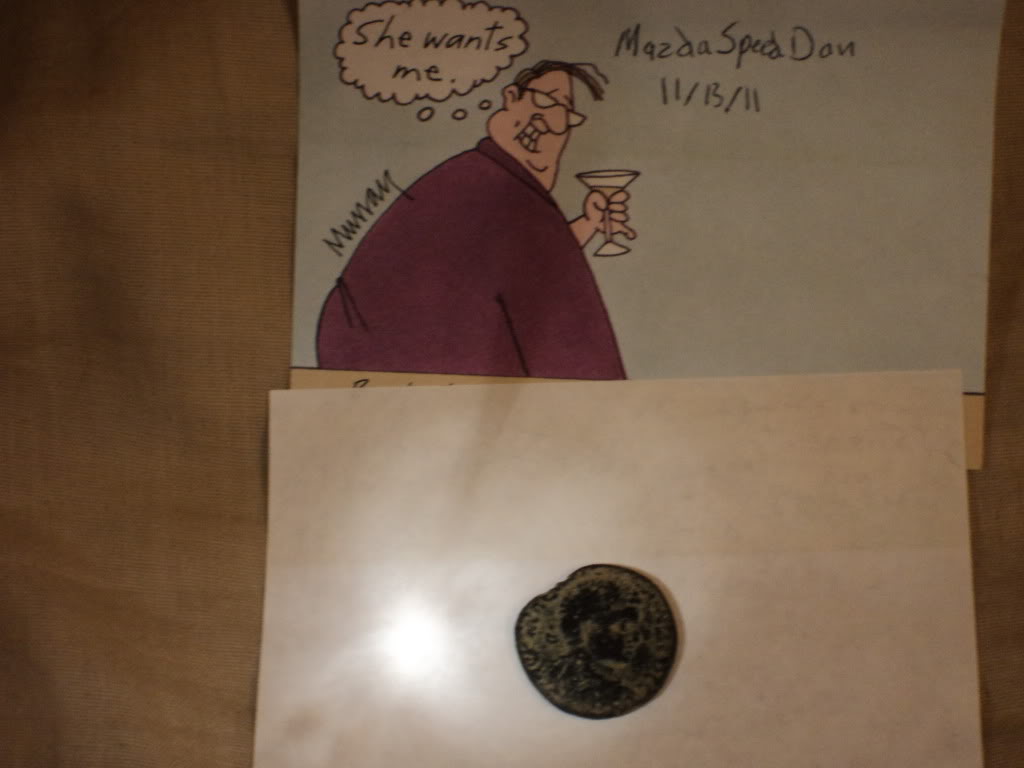 She wants
me.
MazdaSpeedDan
11/13/11
Murray